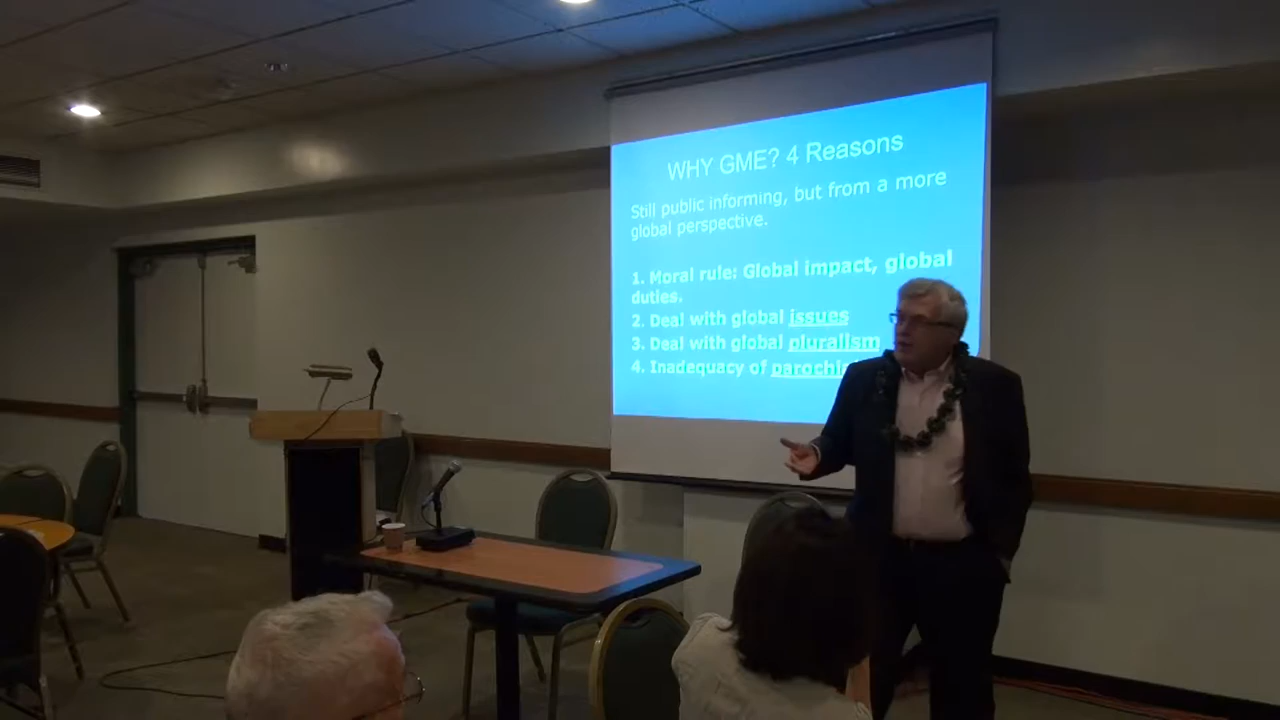 WHY GME? 4 Reasons
Still public informing, but from a more
global perspective.
1. Moral rule: Global impact, global
duties.
2. Deal with global issues
3. Deal with global pluralism
4. Inadequacy of